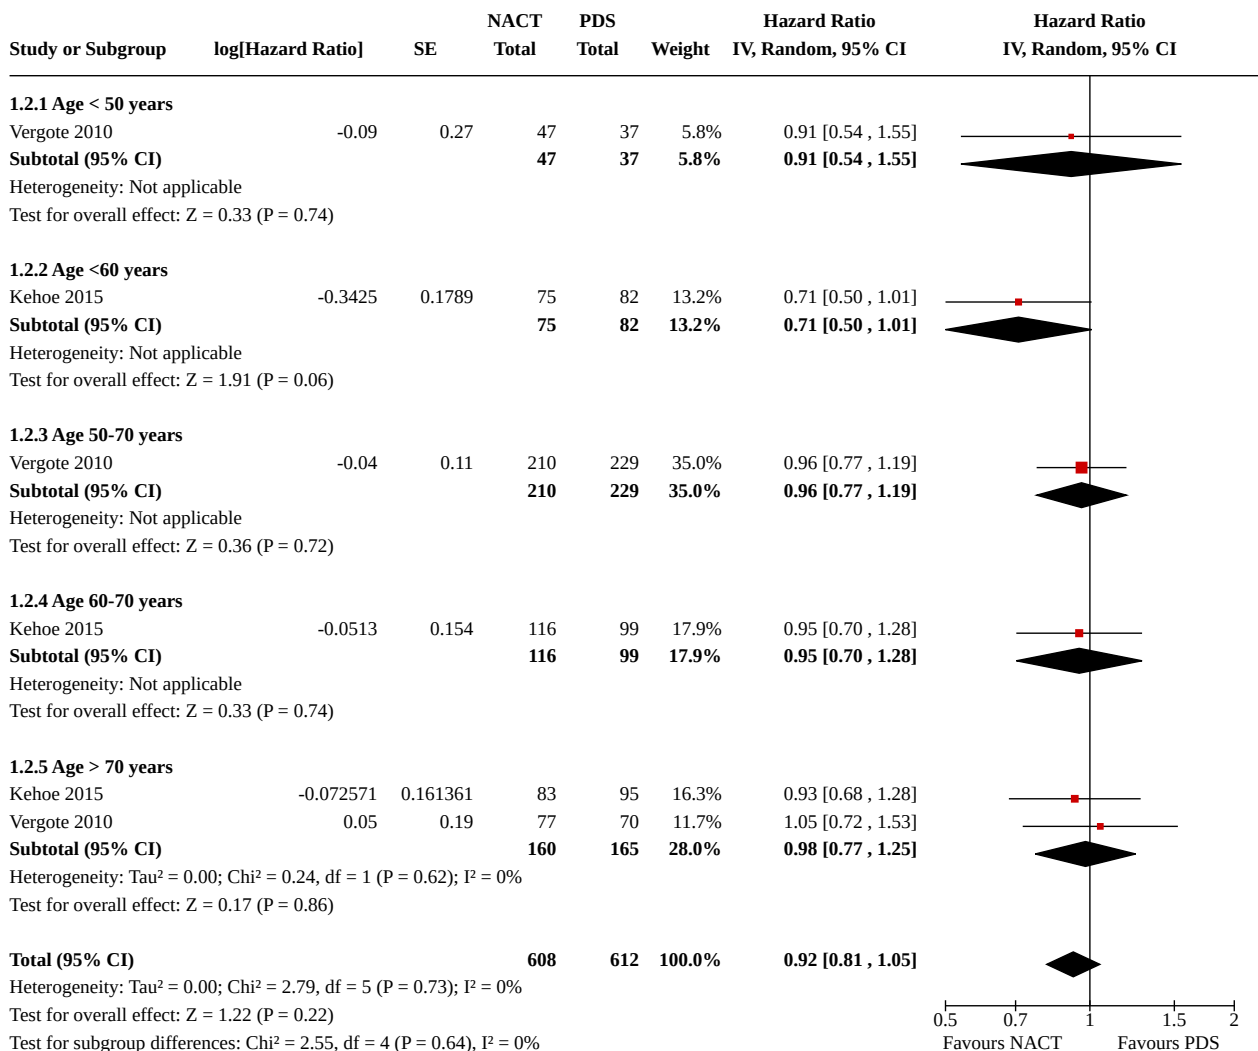 NACT PDS Hazard Ratio Hazard Ratio
Study or Subgroup log[Hazard Ratio] SE Total Total Weight IV, Random, 95% CI IV, Random, 95% CI
1.2.1 Age < 50 years
Vergote 2010 -0.09 0.27 47 37 5.8% 0.91 [0.54 , 1.55]
Subtotal (95% CI) 47 37 5.8% 0.91 [0.54 , 1.55]
Heterogeneity: Not applicable
Test for overall effect: Z = 0.33 (P = 0.74)
1.2.2 Age <60 years
Kehoe 2015 -0.3425 0.1789 75 82 13.2% 0.71 [0.50 , 1.01]
Subtotal (95% CI) 75 82 13.2% 0.71 [0.50 , 1.01]
Heterogeneity: Not applicable
Test for overall effect: Z = 1.91 (P = 0.06)
1.2.3 Age 50-70 years
Vergote 2010 -0.04 0.11 210 229 35.0% 0.96 [0.77 , 1.19]
Subtotal (95% CI) 210 229 35.0% 0.96 [0.77 , 1.19]
Heterogeneity: Not applicable
Test for overall effect: Z = 0.36 (P = 0.72)
1.2.4 Age 60-70 years
Kehoe 2015 -0.0513 0.154 116 99 17.9% 0.95 [0.70 , 1.28]
Subtotal (95% CI) 116 99 17.9% 0.95 [0.70 , 1.28]
Heterogeneity: Not applicable
Test for overall effect: Z = 0.33 (P = 0.74)
1.2.5 Age > 70 years
Kehoe 2015 -0.072571 0.161361 83 95 16.3% 0.93 [0.68 , 1.28]
Vergote 2010 0.05 0.19 77 70 11.7% 1.05 [0.72 , 1.53]
Subtotal (95% CI) 160 165 28.0% 0.98 [0.77 , 1.25]
Heterogeneity: Tau² = 0.00; Chi² = 0.24, df = 1 (P = 0.62); I² = 0%
Test for overall effect: Z = 0.17 (P = 0.86)
Total (95% CI) 608 612 100.0% 0.92 [0.81 , 1.05]
Heterogeneity: Tau² = 0.00; Chi² = 2.79, df = 5 (P = 0.73); I² = 0%
Test for overall effect: Z = 1.22 (P = 0.22) 0.5 0.7 1 1.5 2
Test for subgroup differences: Chi² = 2.55, df = 4 (P = 0.64), I² = 0% Favours NACT Favours PDS